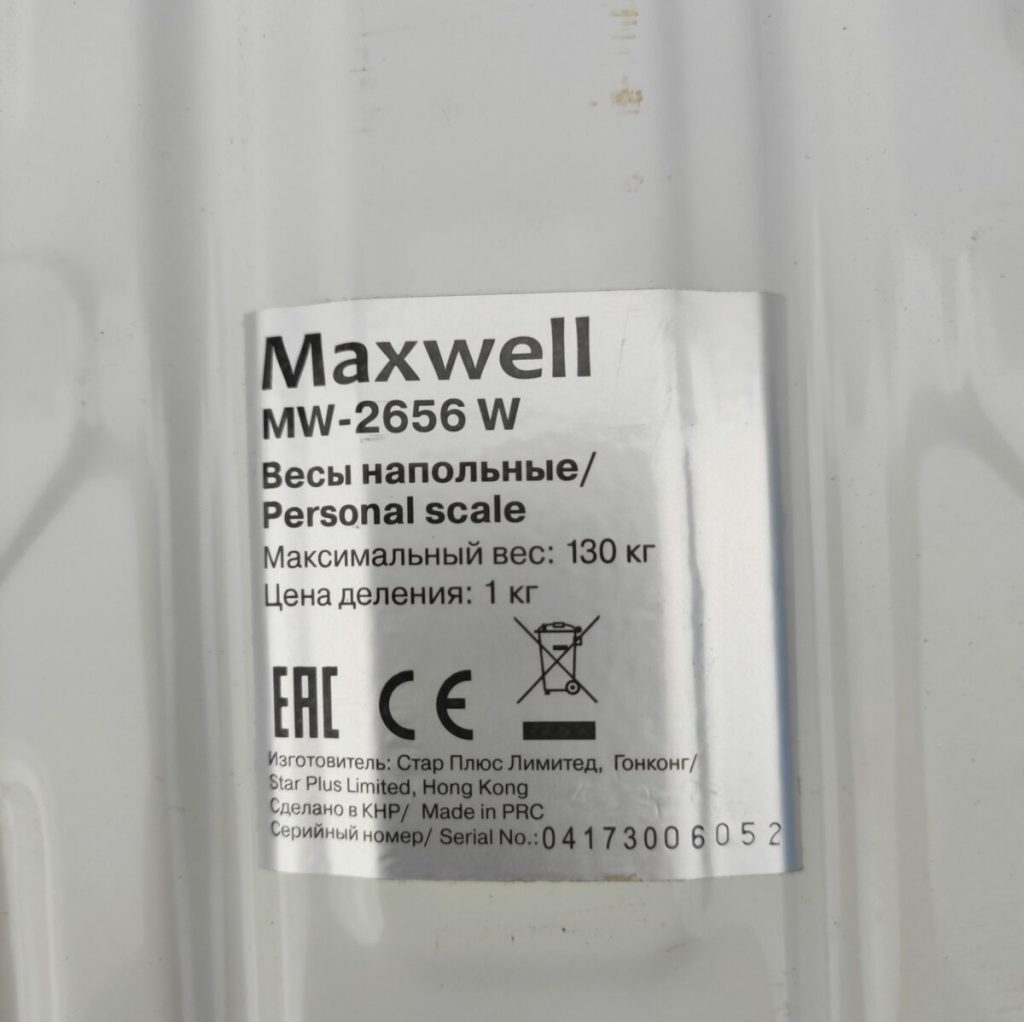 Maxwell
MW-2656 W
Весы напольные/
Personal scale
Максимальный вес: 130 кг
Цена деления: 1 кг
EAC CE
Изготовитель: Стар Плюс Лимитед, Гонконг/
Star Plus Limited, Hong Kong
Сделано в КНР/ Made in PRC
Серийный номер/ Serial No.:04173006052